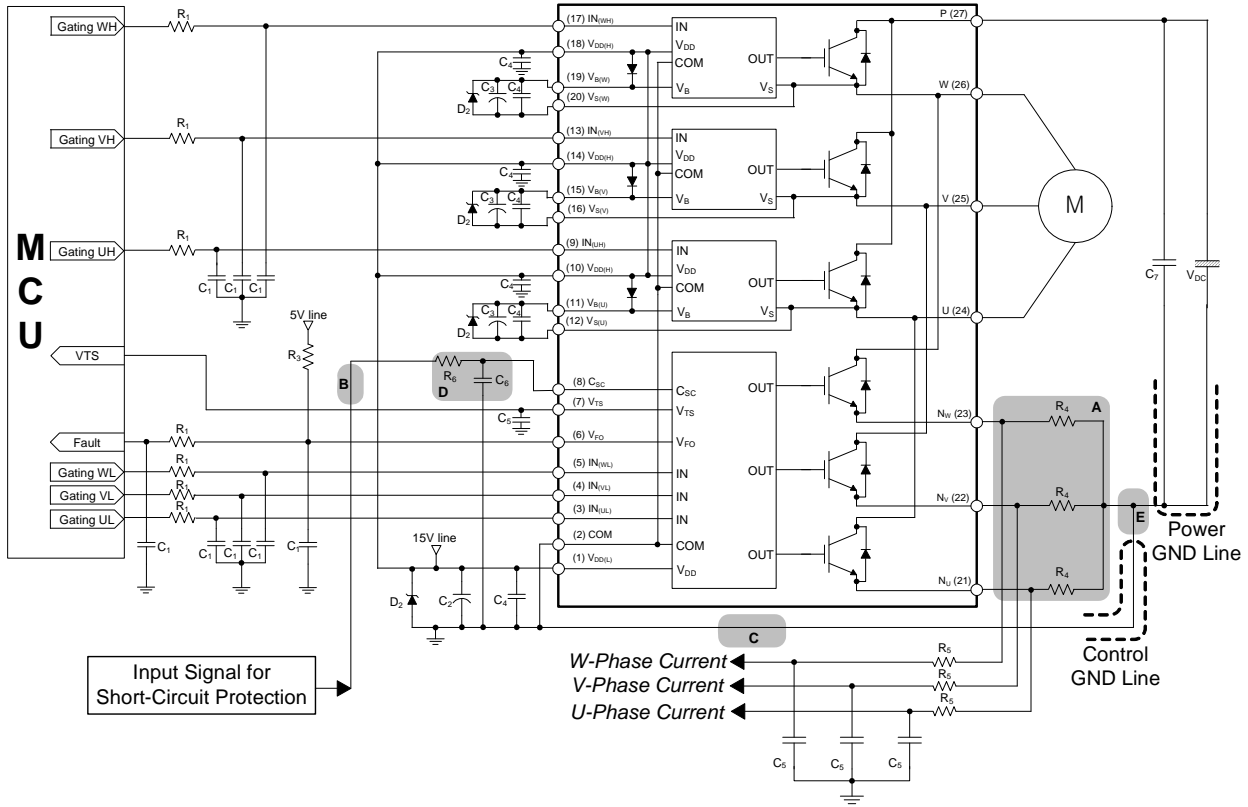 MCU
Gating WH
Gating VH
Gating UH
VTS
Fault
Gating WL
Gating VL
Gating UL
R1
R1
R1
R1
R1
R1
R1
C1 C1 C1
C1
C1 C1 C1
C1
5V line
R3
B
R6
D
C6
C5
C4
C3 C4
D2
C4
C3 C4
D2
C4
C3 C4
D2
15V line
D2
C2
C4
(17) IN(WH)
(18) VDD(H)
(19) VB(W)
(20) VS(W)
(13) IN(VH)
(14) VDD(H)
(15) VB(V)
(16) VS(V)
(9) IN(UH)
(10) VDD(H)
(11) VB(U)
(12) VS(U)
(8) CSC
(7) VTS
(6) VFO
(5) IN(WL)
(4) IN(VL)
(3) IN(UL)
(2) COM
(1) VDD(L)
IN
VDD
COM
VB
OUT
VS
IN
VDD
COM
VB
OUT
VS
IN
VDD
COM
VB
OUT
VS
CSC
VTS
VFO
IN
IN
IN
COM
VDD
OUT
OUT
OUT
P (27)
W (26)
V (25)
U (24)
NW (23)
NV (22)
NU (21)
M
C7
VDC
R4
A
R4
R4
E
Power
GND Line
Control
GND Line
C
Input Signal for
Short-Circuit Protection
W-Phase Current
V-Phase Current
U-Phase Current
R5
R5
R5
C5
C5
C5